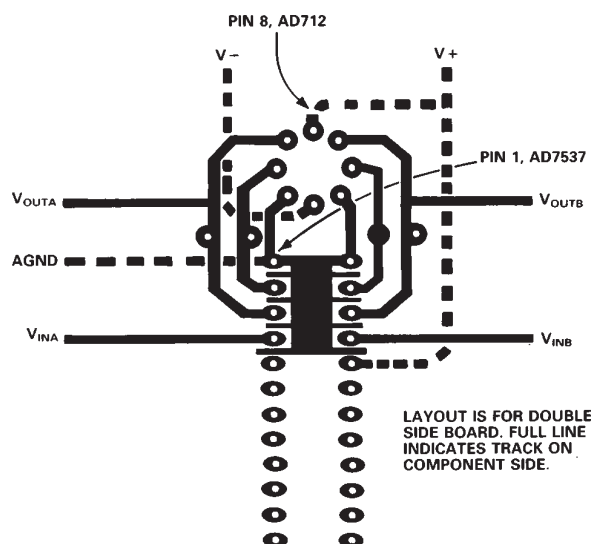 PIN 8, AD712
V–
V+
PIN 1, AD7537
VOUTA
VOUTB
AGND
VINA
VINB
LAYOUT IS FOR DOUBLE
SIDE BOARD. FULL LINE
INDICATES TRACK ON
COMPONENT SIDE.